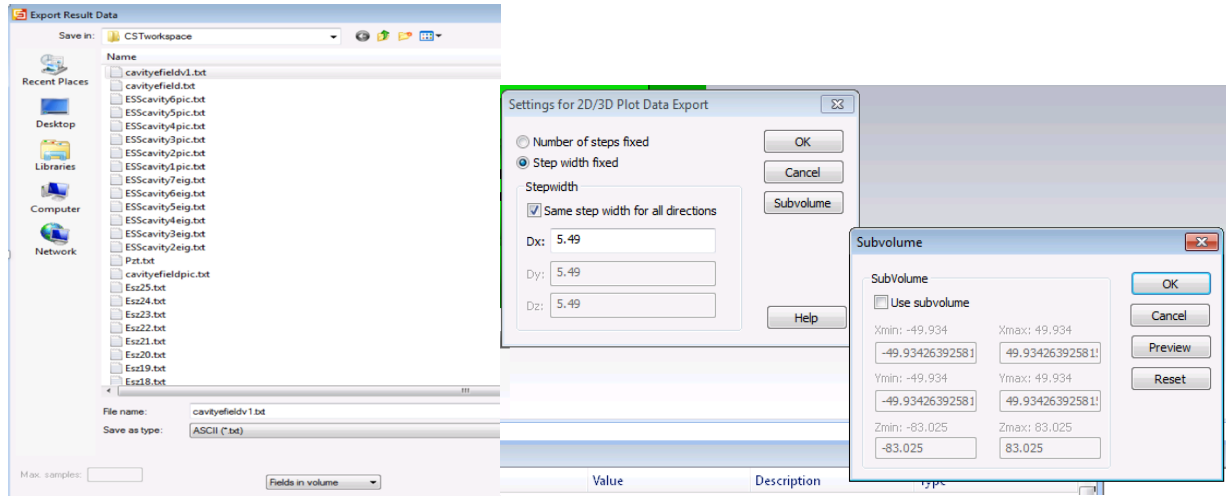 Export Result Data
Save in:
CSTworkspace
Name
Recent Places
Desktop
Libraries
Computer
Network
cavityefieldv1.txt
cavityefield.txt
ESScavity6pic.txt
ESScavity5pic.txt
ESScavity4pic.txt
ESScavity3pic.txt
ESScavity2pic.txt
ESScavity1pic.txt
ESScavity7eig.txt
ESScavity6eig.txt
ESScavity5eig.txt
ESScavity4eig.txt
ESScavity3eig.txt
ESScavity2eig.txt
Pzt.txt
cavityefieldpic.txt
Esz25.txt
Esz24.txt
Esz23.txt
Esz22.txt
Esz21.txt
Esz20.txt
Esz19.txt
Esz18.txt
File name:
cavityefieldv1.txt
Save as type:
ASCII (*.txt)
Max. samples:
Fields in volume
Settings for 2D/3D Plot Data Export
Number of steps fixed
Step width fixed
Stepwidth
Same step width for all directions
Dx: 5.49
Dy: 5.49
Dz: 5.49
OK
Cancel
Subvolume
Help
Subvolume
SubVolume
Use subvolume
Xmin: -49.934 Xmax: 49.934
-49.93426392581 49.93426392581
Ymin: -49.934 Ymax: 49.934
-49.93426392581 49.93426392581
Zmin: -83.025 Zmax: 83.025
-83.025 83.025
OK
Cancel
Preview
Reset
Value Description Type